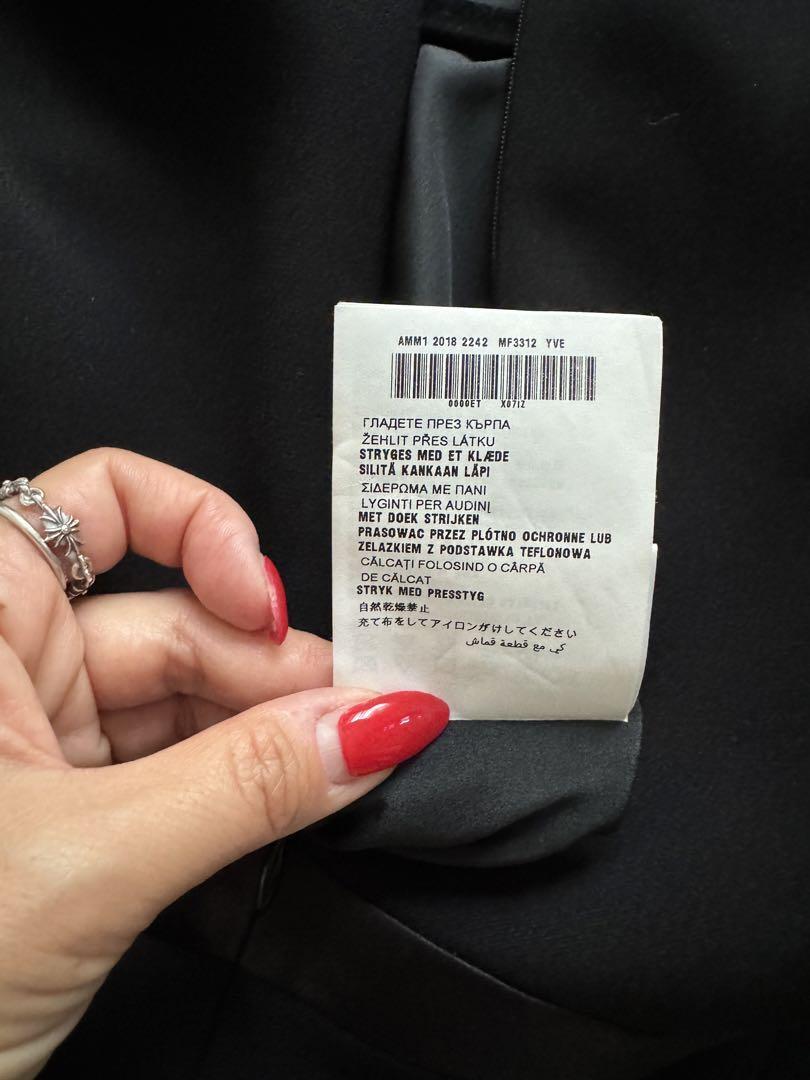 AMM1 2018 2242 MF3312 YVE
0000ET X07IZ
ГЛАДЕТЕ ПРЕЗ КЪРПА
ŽEHLIT PŘES LÁTKU
STRYGES MED ET KLÆDE
SILITÄ KANKAAN LÄPI
ΣΙΔΕΡΩΜΑ ΜΕ ΠΑΝΙ
LYGINTI PER AUDINĮ
MET DOEK STRIJKEN
PRASOWAC PRZEZ PLÓTNO OCHRONNE LUB
ZELAZKIEM Z PODSTAWKA TEFLONOWA
CĂLCAȚI FOLOSIND O CÂRPĂ
DE CĂLCAT
STRYK MED PRESSTYG
自然乾燥禁止
充て布をしてアイロンがけしてください
كي مع قطعة قماش